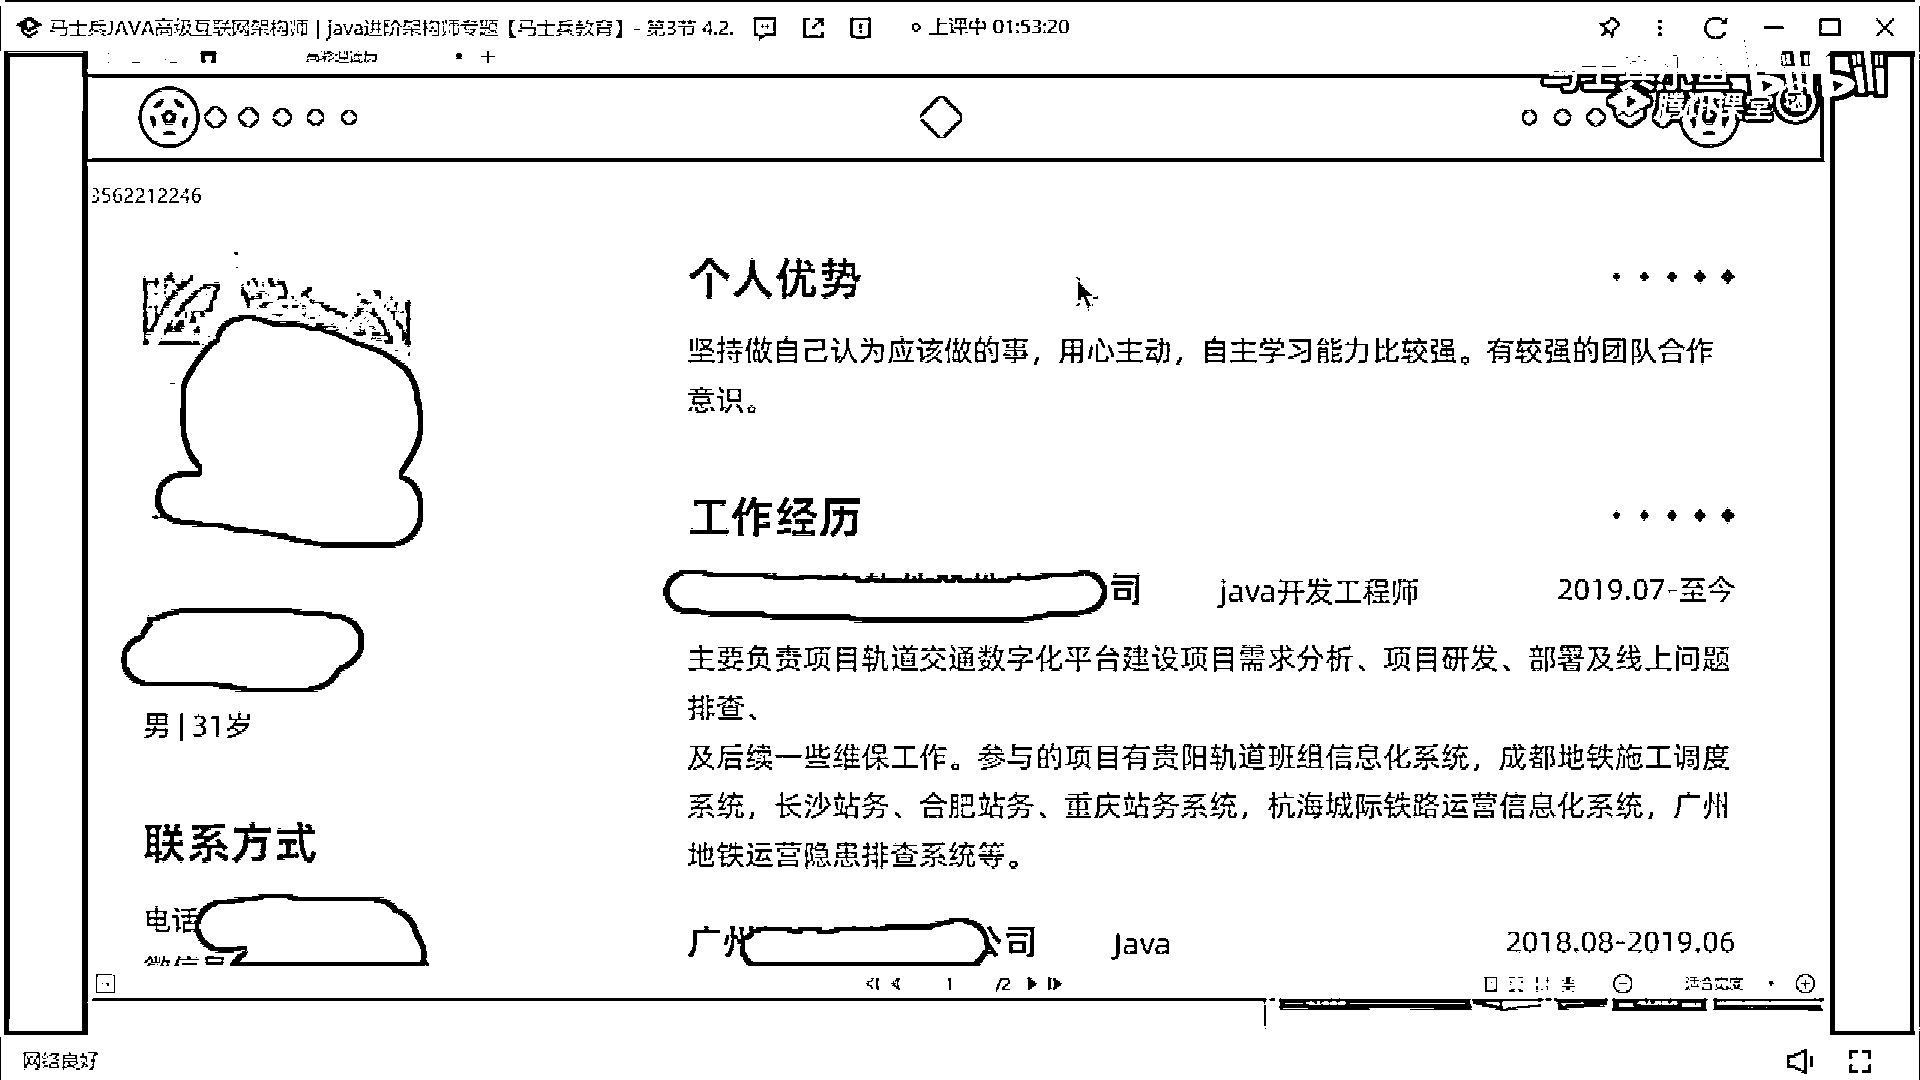 马士兵JAVA高级互联网架构师 | java进阶架构师专题【马士兵教育】- 第3节 4.2.
上课中 01:53:20
腾讯课堂
bilibili
3562212246
个人优势
坚持做自己认为应该做的事，用心主动，自主学习能力比较强。有较强的团队合作
意识。
工作经历
司 java开发工程师 2019.07-至今
主要负责项目轨道交通数字化平台建设项目需求分析、项目研发、部署及线上问题
排查、
及后续一些维保工作。参与的项目有贵阳轨道班组信息化系统，成都地铁施工调度
系统，长沙站务、合肥站务、重庆站务系统，杭海城际铁路运营信息化系统，广州
地铁运营隐患排查系统等。
广州 公司 Java 2018.08-2019.06
男 | 31岁
联系方式
电话
微信号
1 /2
适合宽度
网络良好